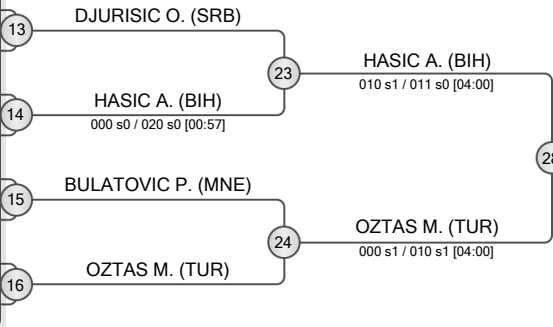 DJURISIC O. (SRB)
13
23
HASIC A. (BIH)
010 s1 / 011 s0 [04:00]
HASIC A. (BIH)
14
000 s0 / 020 s0 [00:57]
28
BULATOVIC P. (MNE)
15
24
OZTAS M. (TUR)
000 s1 / 010 s1 [04:00]
OZTAS M. (TUR)
16